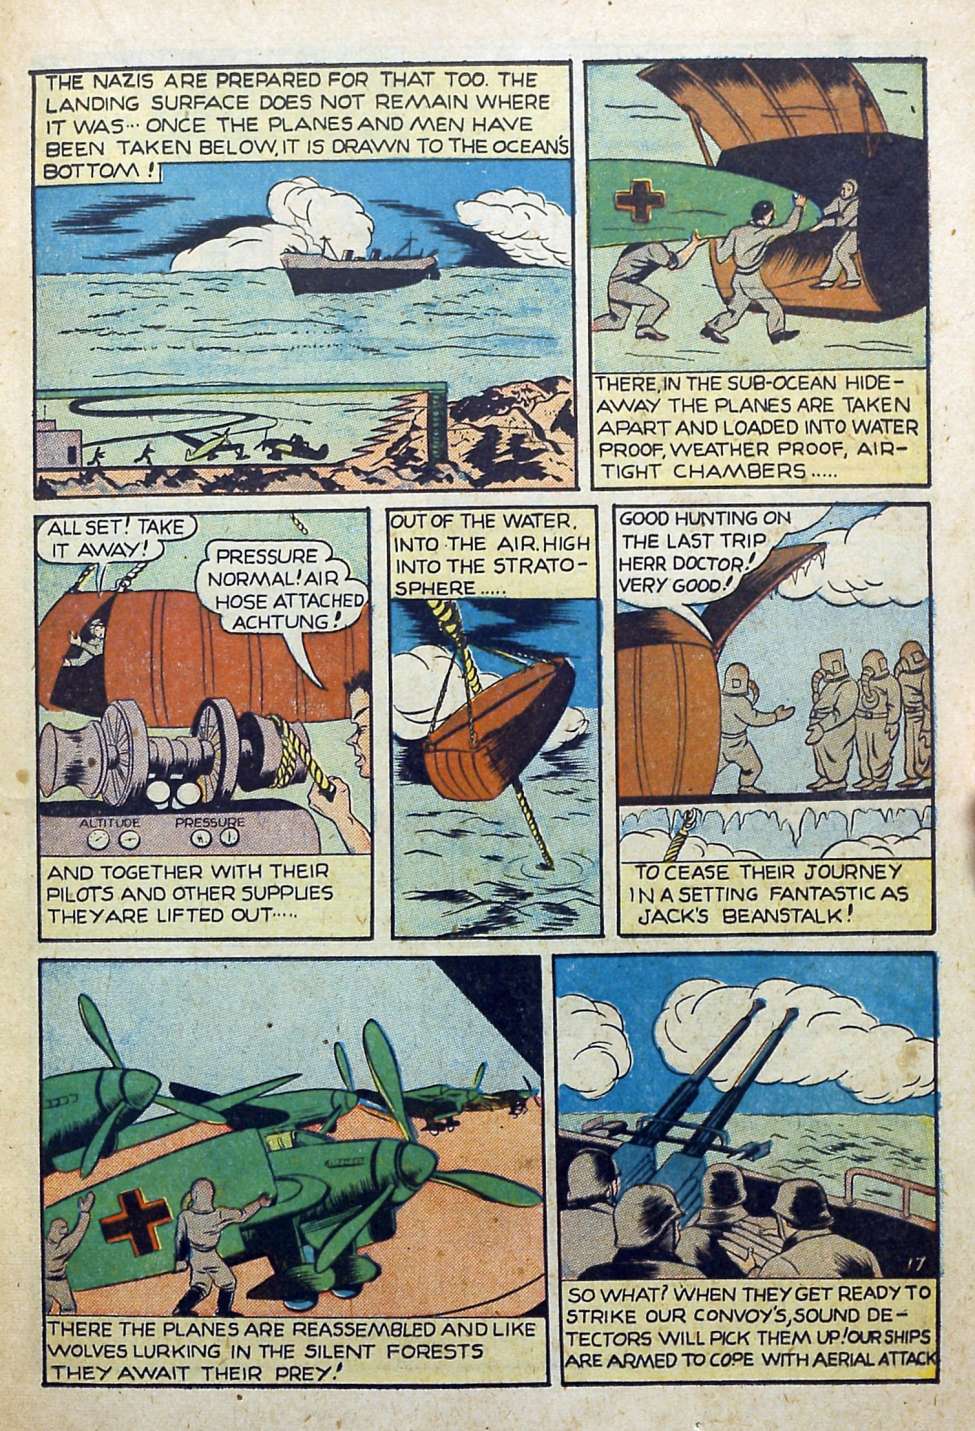 THE NAZIS ARE PREPARED FOR THAT TOO. THE
LANDING SURFACE DOES NOT REMAIN WHERE
IT WAS... ONCE THE PLANES AND MEN HAVE
BEEN TAKEN BELOW, IT IS DRAWN TO THE OCEAN'S
BOTTOM!
THERE, IN THE SUB-OCEAN HIDE-
AWAY THE PLANES ARE TAKEN
APART AND LOADED INTO WATER
PROOF, WEATHER PROOF, AIR-
TIGHT CHAMBERS.....
ALL SET! TAKE
IT AWAY!
PRESSURE
NORMAL! AIR
HOSE ATTACHED
ACHTUNG!
ALTITUDE PRESSURE
AND TOGETHER WITH THEIR
PILOTS AND OTHER SUPPLIES
THEY ARE LIFTED OUT.....
OUT OF THE WATER,
INTO THE AIR. HIGH
INTO THE STRATO-
SPHERE.....
GOOD HUNTING ON
THE LAST TRIP
HERR DOCTOR!
VERY GOOD!
TO CEASE THEIR JOURNEY
IN A SETTING FANTASTIC AS
JACK'S BEANSTALK!
THERE THE PLANES ARE REASSEMBLED AND LIKE
WOLVES LURKING IN THE SILENT FORESTS
THEY AWAIT THEIR PREY!
17
SO WHAT? WHEN THEY GET READY TO
STRIKE OUR CONVOY'S, SOUND DE-
TECTORS WILL PICK THEM UP! OUR SHIPS
ARE ARMED TO COPE WITH AERIAL ATTACK